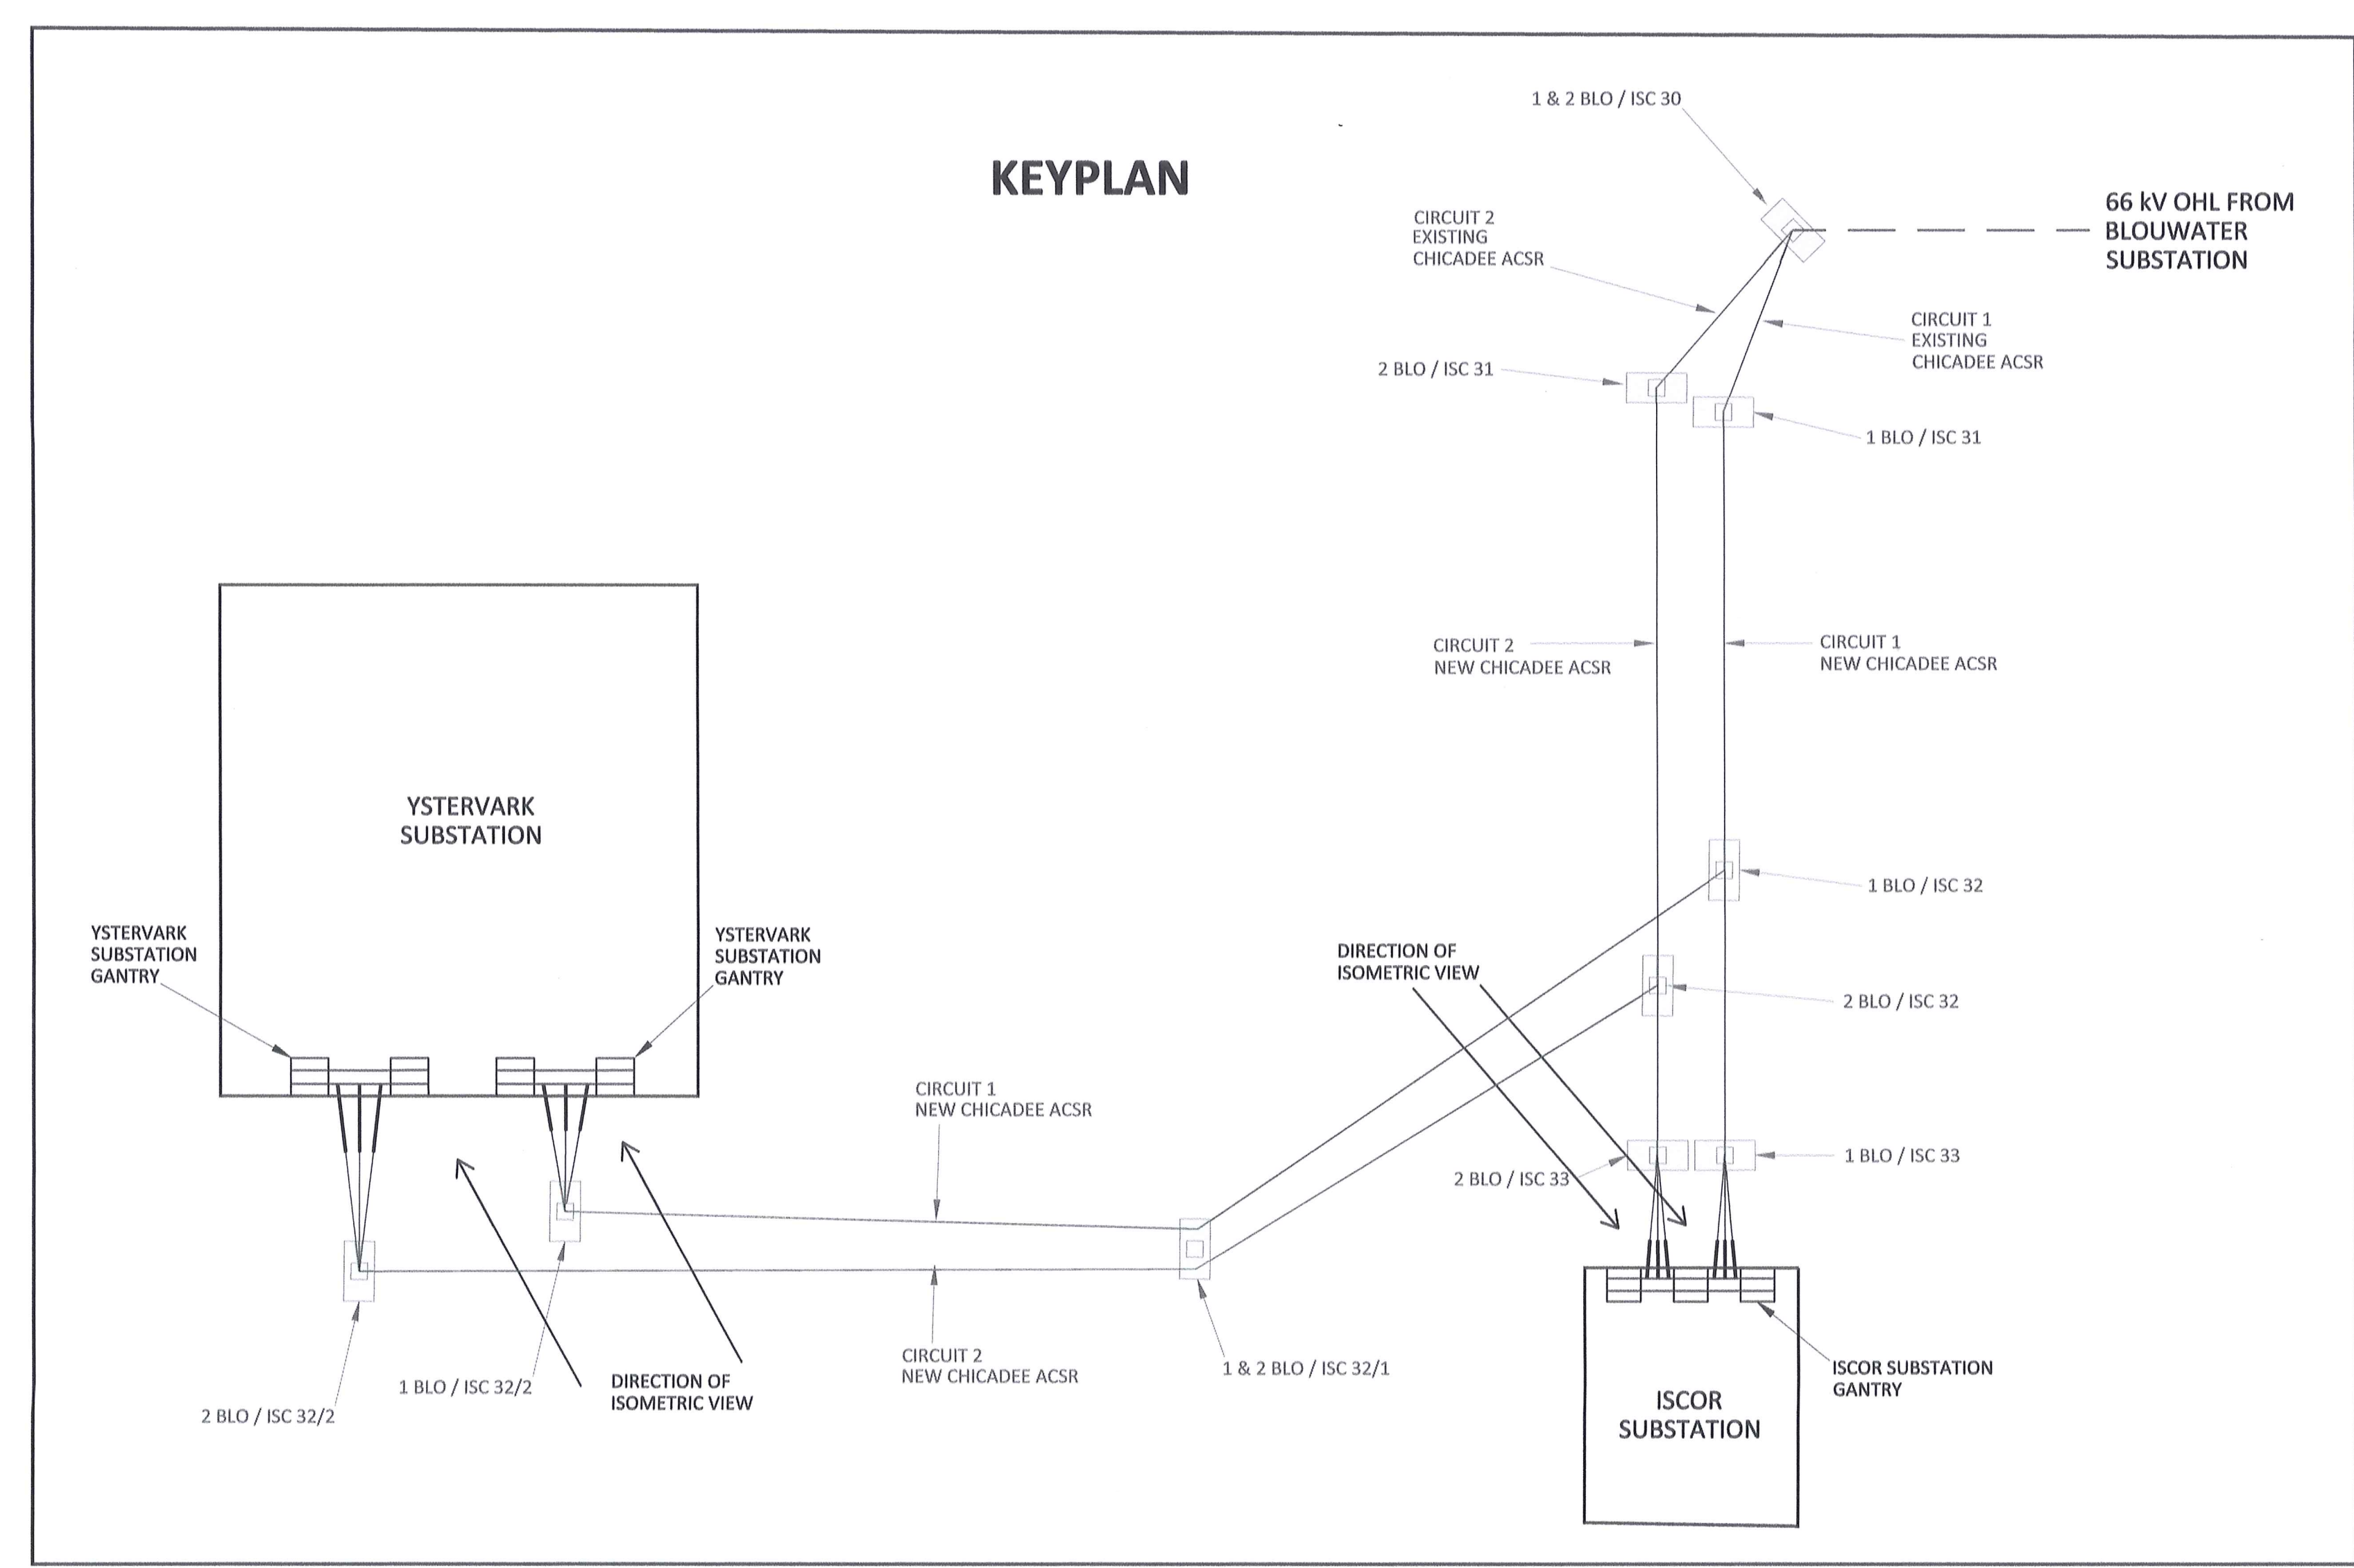 1 & 2 BLO / ISC 30
KEYPLAN
66 kV OHL FROM
BLOUWATER
SUBSTATION
CIRCUIT 2
EXISTING
CHICADEE ACSR
CIRCUIT 1
EXISTING
CHICADEE ACSR
2 BLO / ISC 31
1 BLO / ISC 31
CIRCUIT 2
NEW CHICADEE ACSR
CIRCUIT 1
NEW CHICADEE ACSR
YSTERVARK
SUBSTATION
1 BLO / ISC 32
YSTERVARK
SUBSTATION
GANTRY
YSTERVARK
SUBSTATION
GANTRY
DIRECTION OF
ISOMETRIC VIEW
2 BLO / ISC 32
CIRCUIT 1
NEW CHICADEE ACSR
2 BLO / ISC 33
1 BLO / ISC 33
CIRCUIT 2
NEW CHICADEE ACSR
1 & 2 BLO / ISC 32/1
ISCOR SUBSTATION
GANTRY
1 BLO / ISC 32/2
DIRECTION OF
ISOMETRIC VIEW
2 BLO / ISC 32/2
ISCOR
SUBSTATION